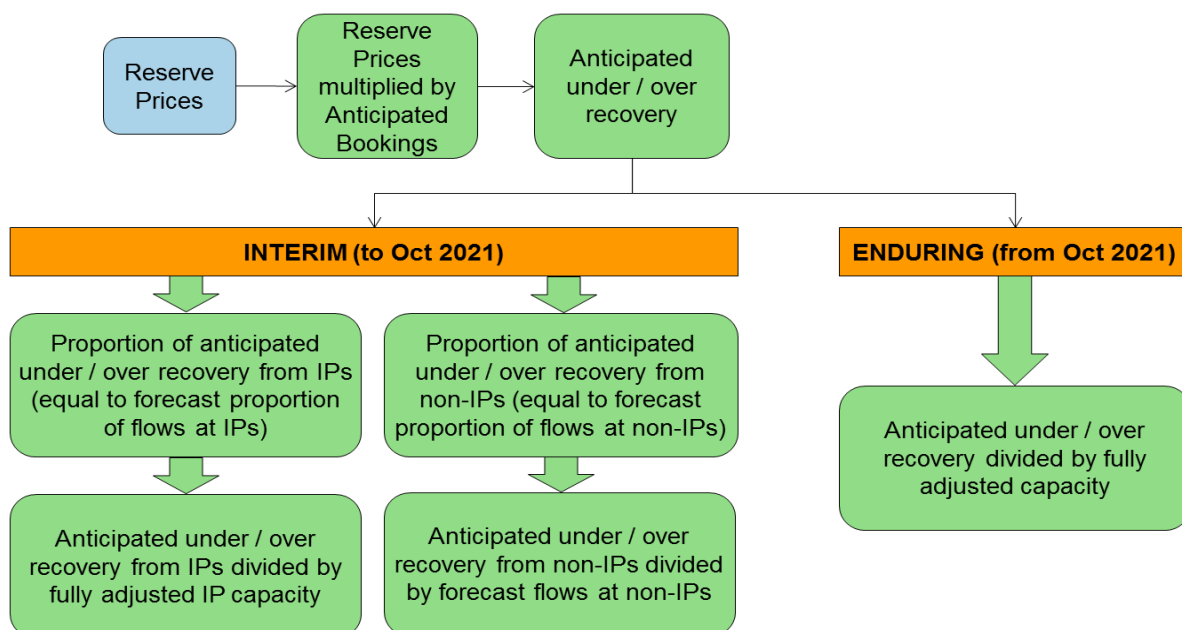 Reserve
Prices
Reserve
Prices
multiplied by
Anticipated
Bookings
Anticipated
under / over
recovery
INTERIM (to Oct 2021)
ENDURING (from Oct 2021)
Proportion of anticipated
under / over recovery from IPs
(equal to forecast proportion
of flows at IPs)
Proportion of anticipated
under / over recovery from
non-IPs (equal to forecast
proportion of flows at non-IPs)
Anticipated under / over
recovery divided by fully
adjusted capacity
Anticipated under / over
recovery from IPs divided by
fully adjusted IP capacity
Anticipated under / over
recovery from non-IPs divided
by forecast flows at non-IPs